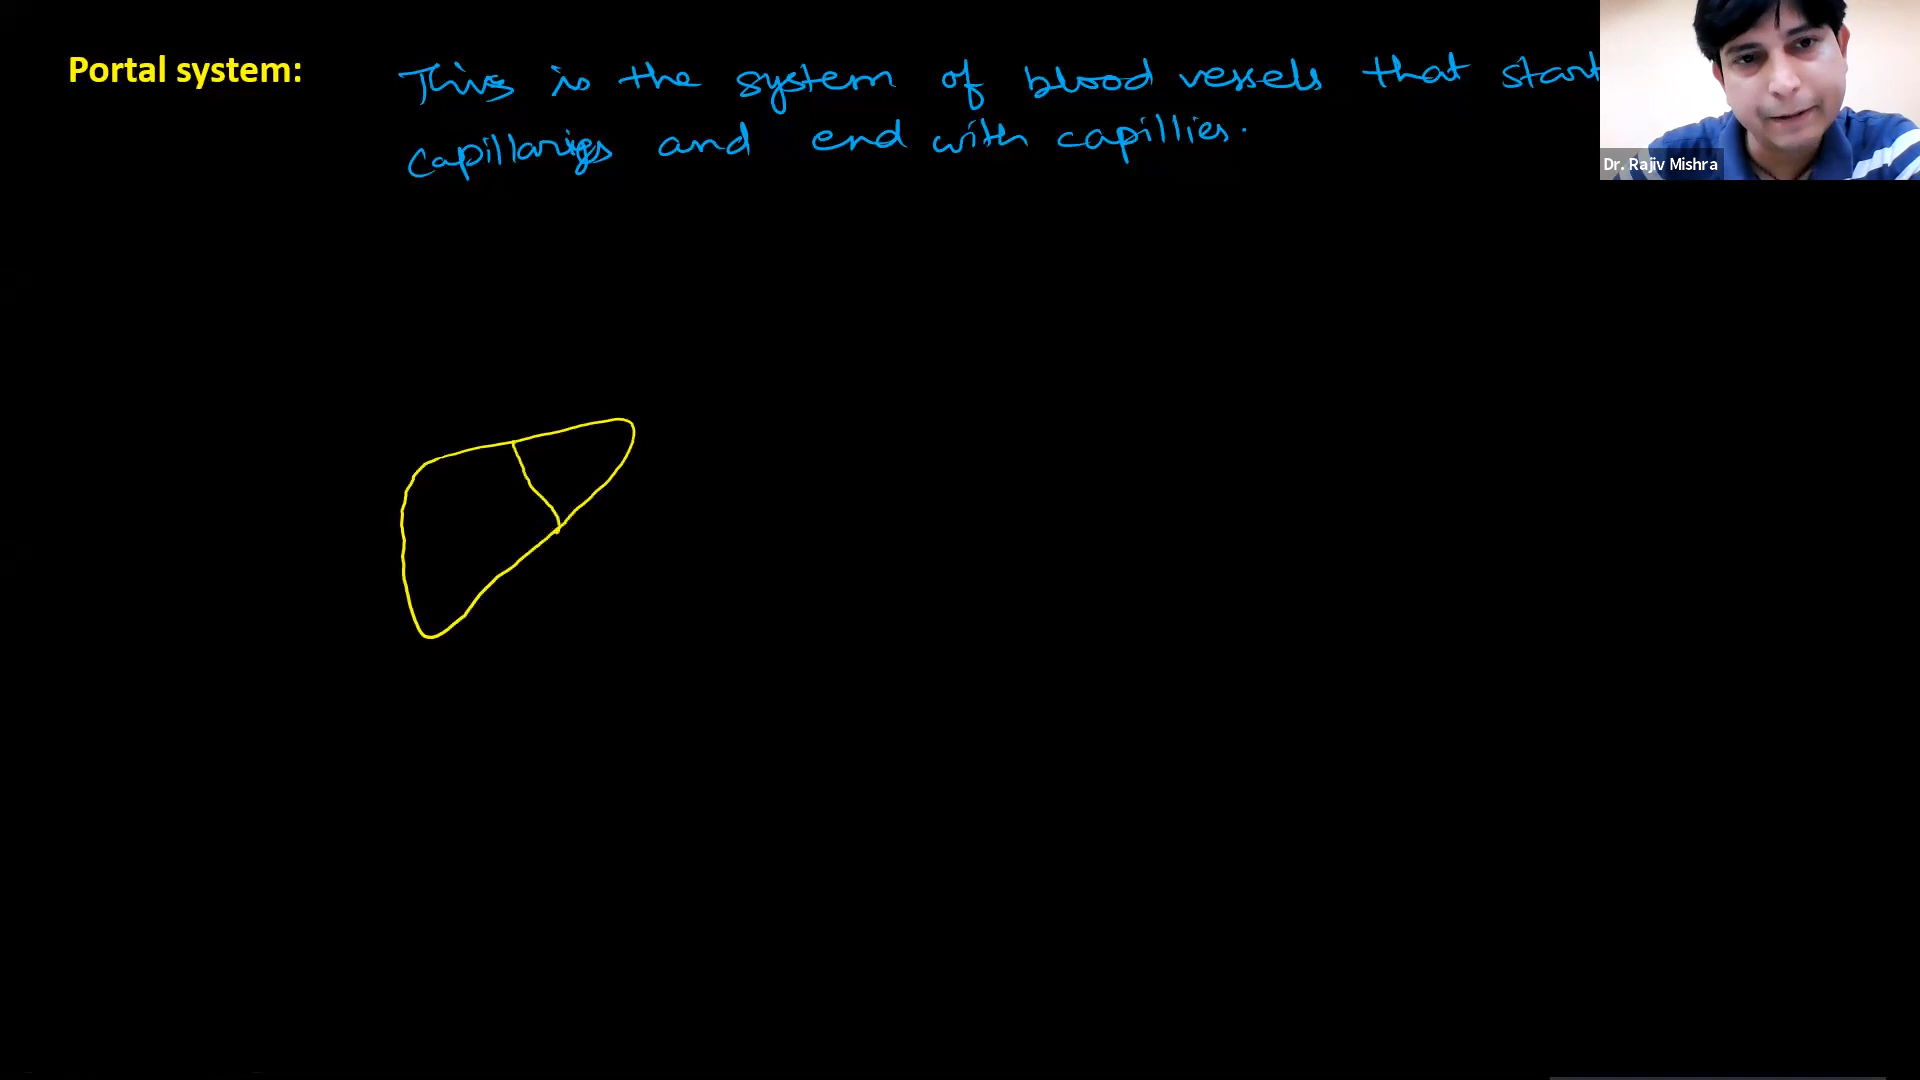 Portal system: This is the system of blood vessels that start
capillaries and end with capillies.
Dr. Rajiv Mishra